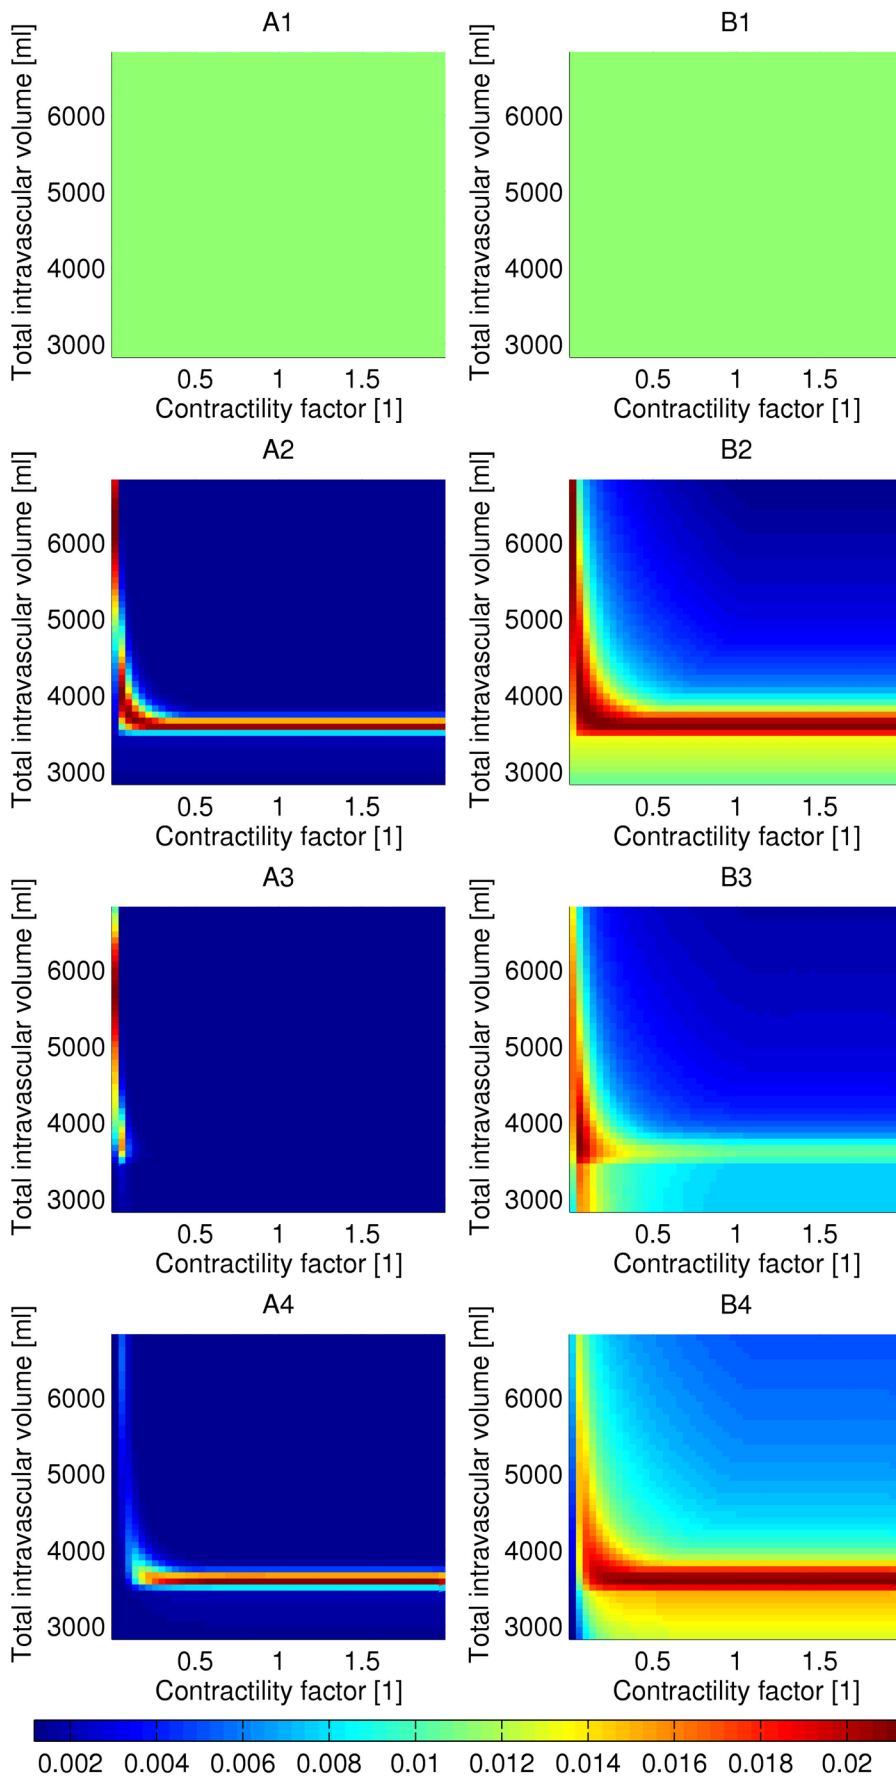 A1 B1
Total intravascular volume [ml] Total intravascular volume [ml]
6000 6000
5000 5000
4000 4000
3000 3000
0.5 1 1.5 0.5 1 1.5
Contractility factor [1] Contractility factor [1]
A2 B2
Total intravascular volume [ml] Total intravascular volume [ml]
6000 6000
5000 5000
4000 4000
3000 3000
0.5 1 1.5 0.5 1 1.5
Contractility factor [1] Contractility factor [1]
A3 B3
Total intravascular volume [ml] Total intravascular volume [ml]
6000 6000
5000 5000
4000 4000
3000 3000
0.5 1 1.5 0.5 1 1.5
Contractility factor [1] Contractility factor [1]
A4 B4
Total intravascular volume [ml] Total intravascular volume [ml]
6000 6000
5000 5000
4000 4000
3000 3000
0.5 1 1.5 0.5 1 1.5
Contractility factor [1] Contractility factor [1]
0.002 0.004 0.006 0.008 0.01 0.012 0.014 0.016 0.018 0.02